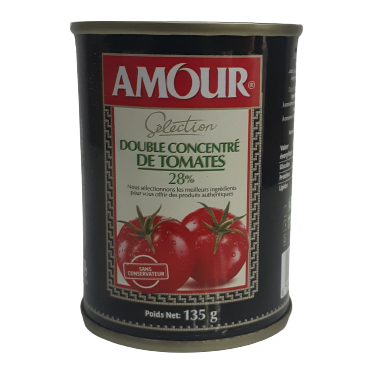 AMOUR®
Sélection
DOUBLE CONCENTRÉ
DE TOMATES
28%
Nous sélectionnons les meilleurs ingrédients
pour vous offrir des produits authentiques
SANS
CONSERVATEUR
Poids Net: 135 g